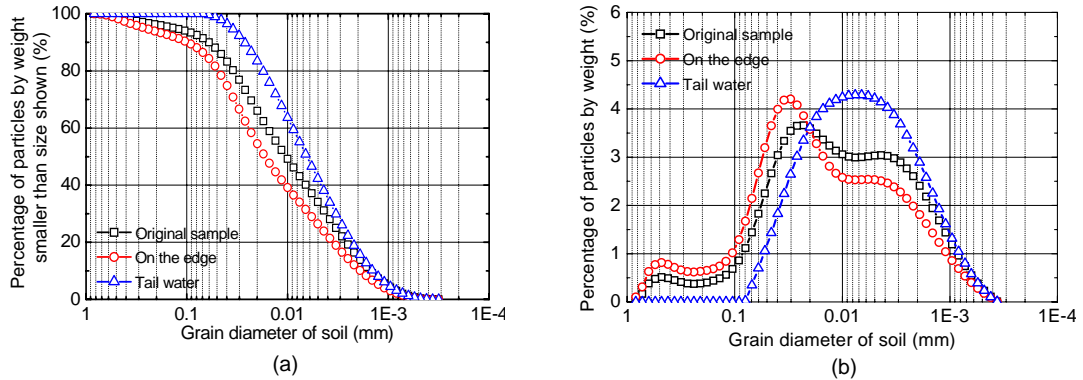 Percentage of particles by weight
smaller than size shown (%)
100
80
60
40
20
0
Original sample
On the edge
Tail water
1
0.1
0.01
1E-3
1E-4
Grain diameter of soil (mm)
(a)
Percentage of particles by weight (%)
6
5
4
3
2
1
0
Original sample
On the edge
Tail water
1
0.1
0.01
1E-3
1E-4
Grain diameter of soil (mm)
(b)